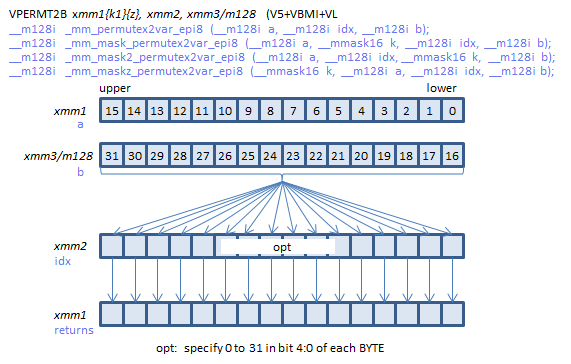 VPERMT2B xmm1{k1}{z}, xmm2, xmm3/m128 (V5+VBMI+VL
__m128i _mm_permutex2var_epi8 (__m128i a, __m128i idx, __m128i b);
__m128i _mm_mask_permutex2var_epi8 (__m128i a, __mmask16 k, __m128i idx, __m128i b);
__m128i _mm_mask2_permutex2var_epi8 (__m128i a, __m128i idx, __mmask16 k, __m128i b);
__m128i _mm_maskz_permutex2var_epi8 (__mmask16 k, __m128i a, __m128i idx, __m128i b);
upper lower
xmm1 15 14 13 12 11 10 9 8 7 6 5 4 3 2 1 0
a
xmm3/m128 31 30 29 28 27 26 25 24 23 22 21 20 19 18 17 16
b
xmm2 opt
idx
xmm1
returns
opt: specify 0 to 31 in bit 4:0 of each BYTE